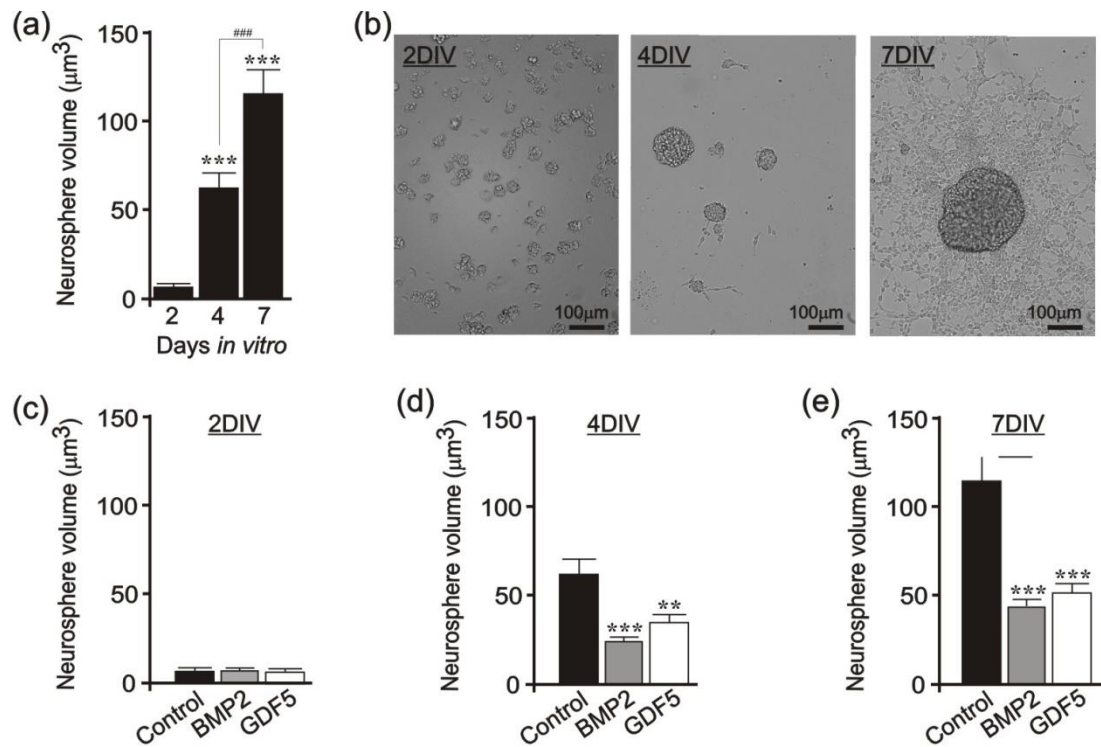 (a)
Neurosphere volume (μm³)
150
100
50
0
***
###
***
2 4 7
Days in vitro
(b)
2DIV
100μm
4DIV
100μm
7DIV
100μm
(c)
Neurosphere volume (μm³)
150
100
50
0
2DIV
Control BMP2 GDF5
(d)
Neurosphere volume (μm³)
150
100
50
0
4DIV
*** **
Control BMP2 GDF5
(e)
Neurosphere volume (μm³)
150
100
50
0
7DIV
*** ***
Control BMP2 GDF5